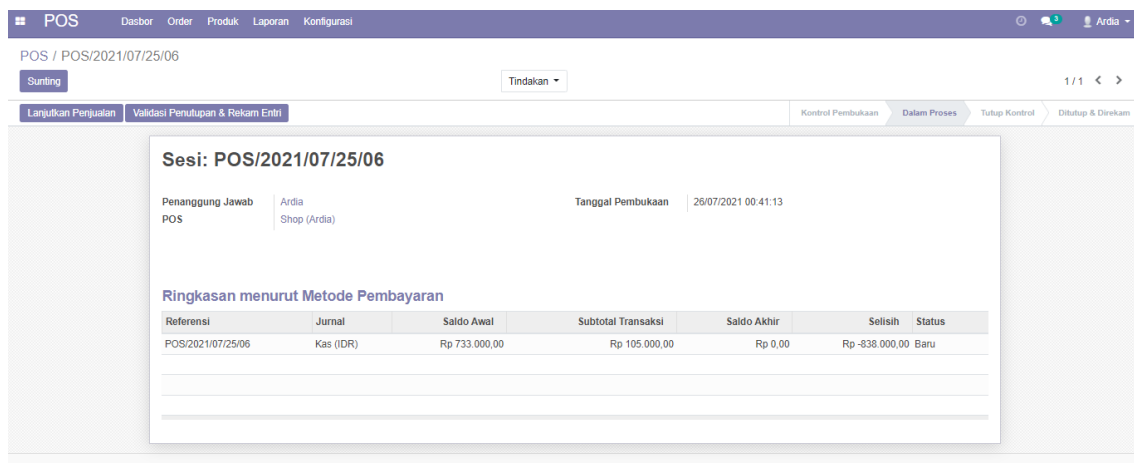 POS Dasbor Order Produk Laporan Konfigurasi 3 Ardia
POS / POS/2021/07/25/06
Sunting Tindakan 1 / 1
Lanjutkan Penjualan Validasi Penutupan & Rekam Entri Kontrol Pembukaan Dalam Proses Tutup Kontrol Ditutup & Direkam
Sesi: POS/2021/07/25/06
Penanggung Jawab Ardia Tanggal Pembukaan 26/07/2021 00:41:13
POS Shop (Ardia)
Ringkasan menurut Metode Pembayaran
Referensi Jurnal Saldo Awal Subtotal Transaksi Saldo Akhir Selisih Status
POS/2021/07/25/06 Kas (IDR) Rp 733.000,00 Rp 105.000,00 Rp 0,00 Rp -838.000,00 Baru